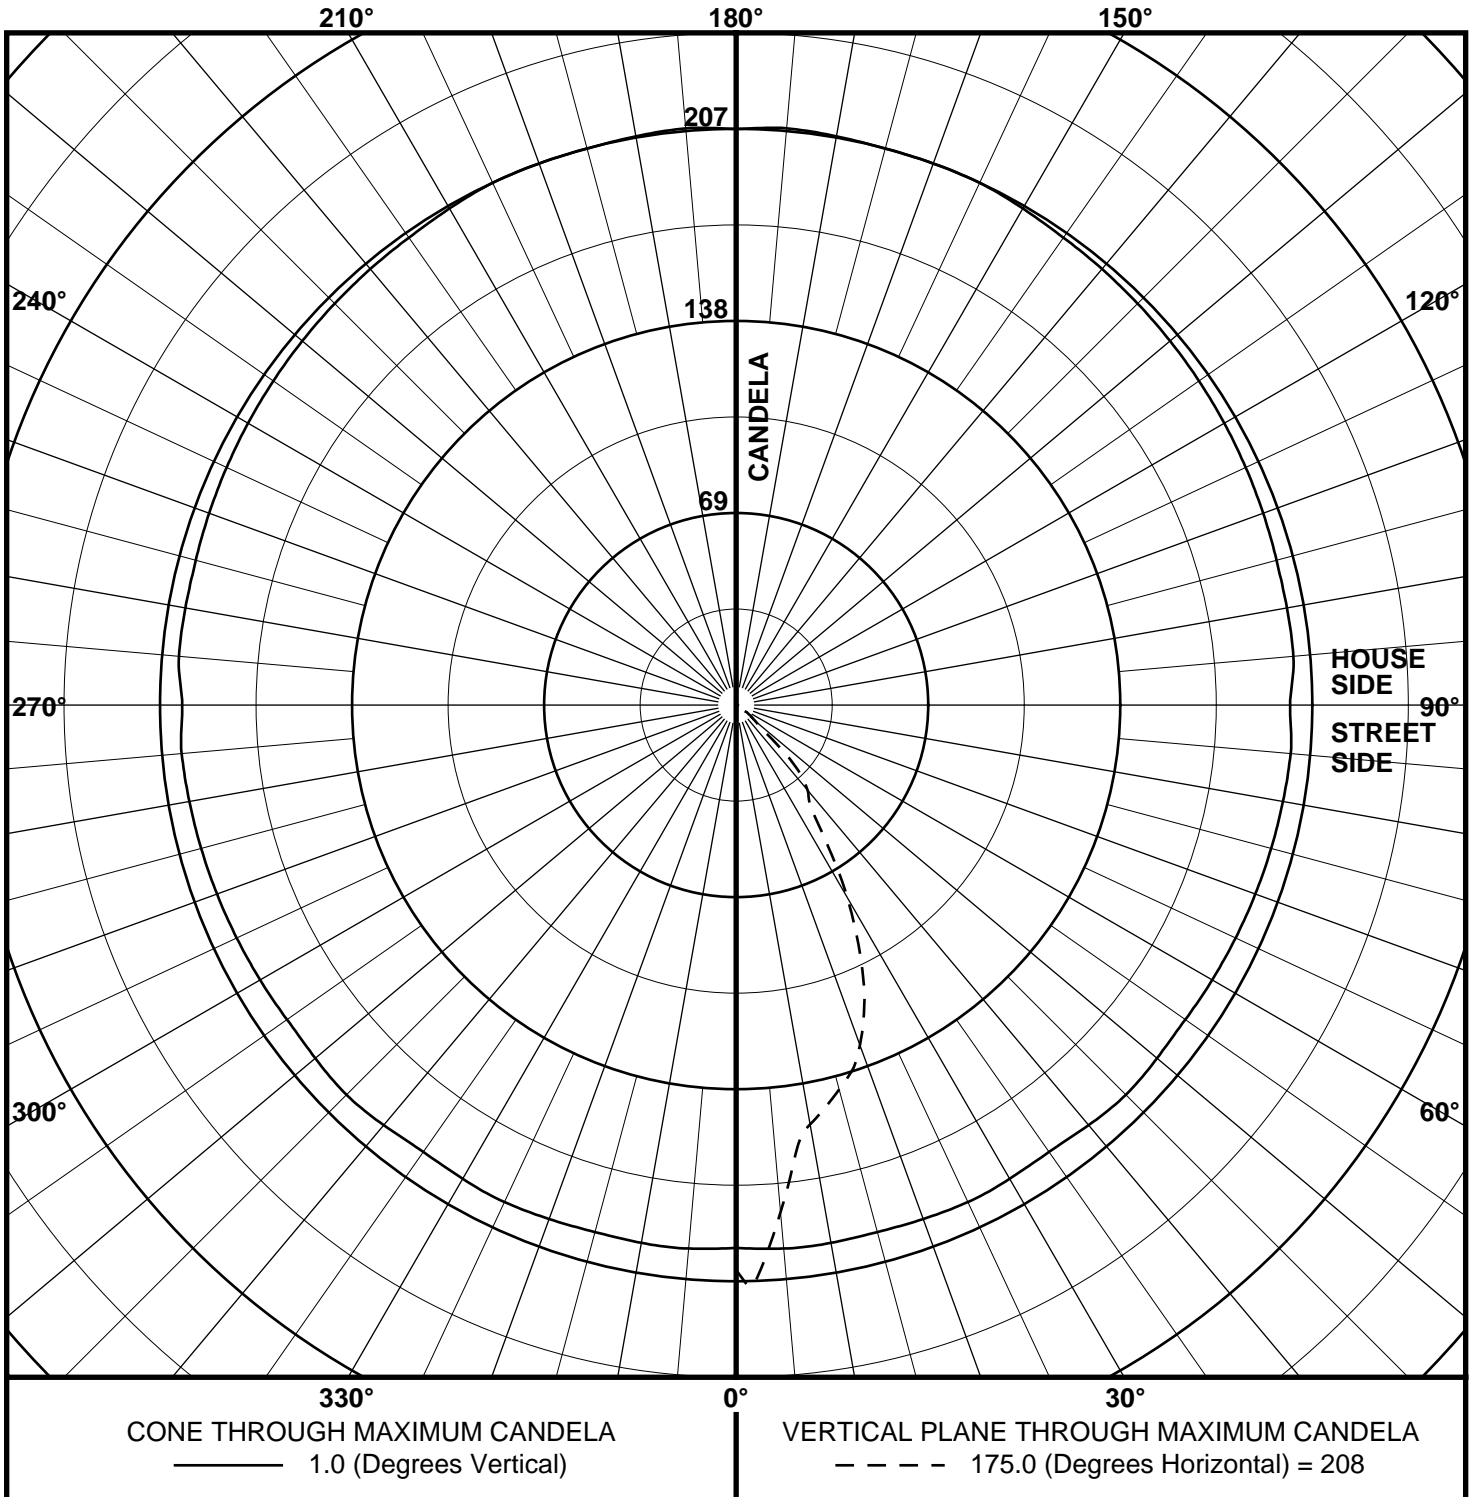 210° 180° 150°
207
240° 120°
138
CANDELA
69
HOUSE
SIDE
270° 90°
STREET
SIDE
300° 60°
330° 0° 30°
CONE THROUGH MAXIMUM CANDELA
1.0 (Degrees Vertical)
VERTICAL PLANE THROUGH MAXIMUM CANDELA
175.0 (Degrees Horizontal) = 208